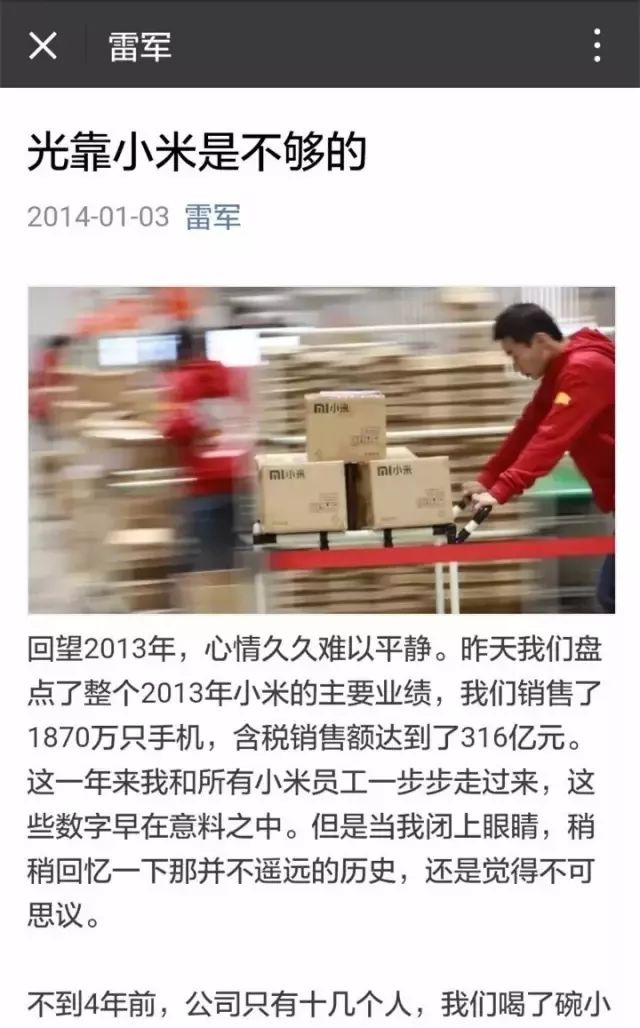 雷军
光靠小米是不够的
2014-01-03 雷军
mi小米
mi小米 mi小米
回望2013年，心情久久难以平静。昨天我们盘
点了整个2013年小米的主要业绩，我们销售了
1870万只手机，含税销售额达到了316亿元。
这一年来我和所有小米员工一步步走过来，这
些数字早在意料之中。但是当我闭上眼睛，稍
稍回忆一下那并不遥远的历史，还是觉得不可
思议。
不到4年前，公司只有十几个人，我们喝了碗小